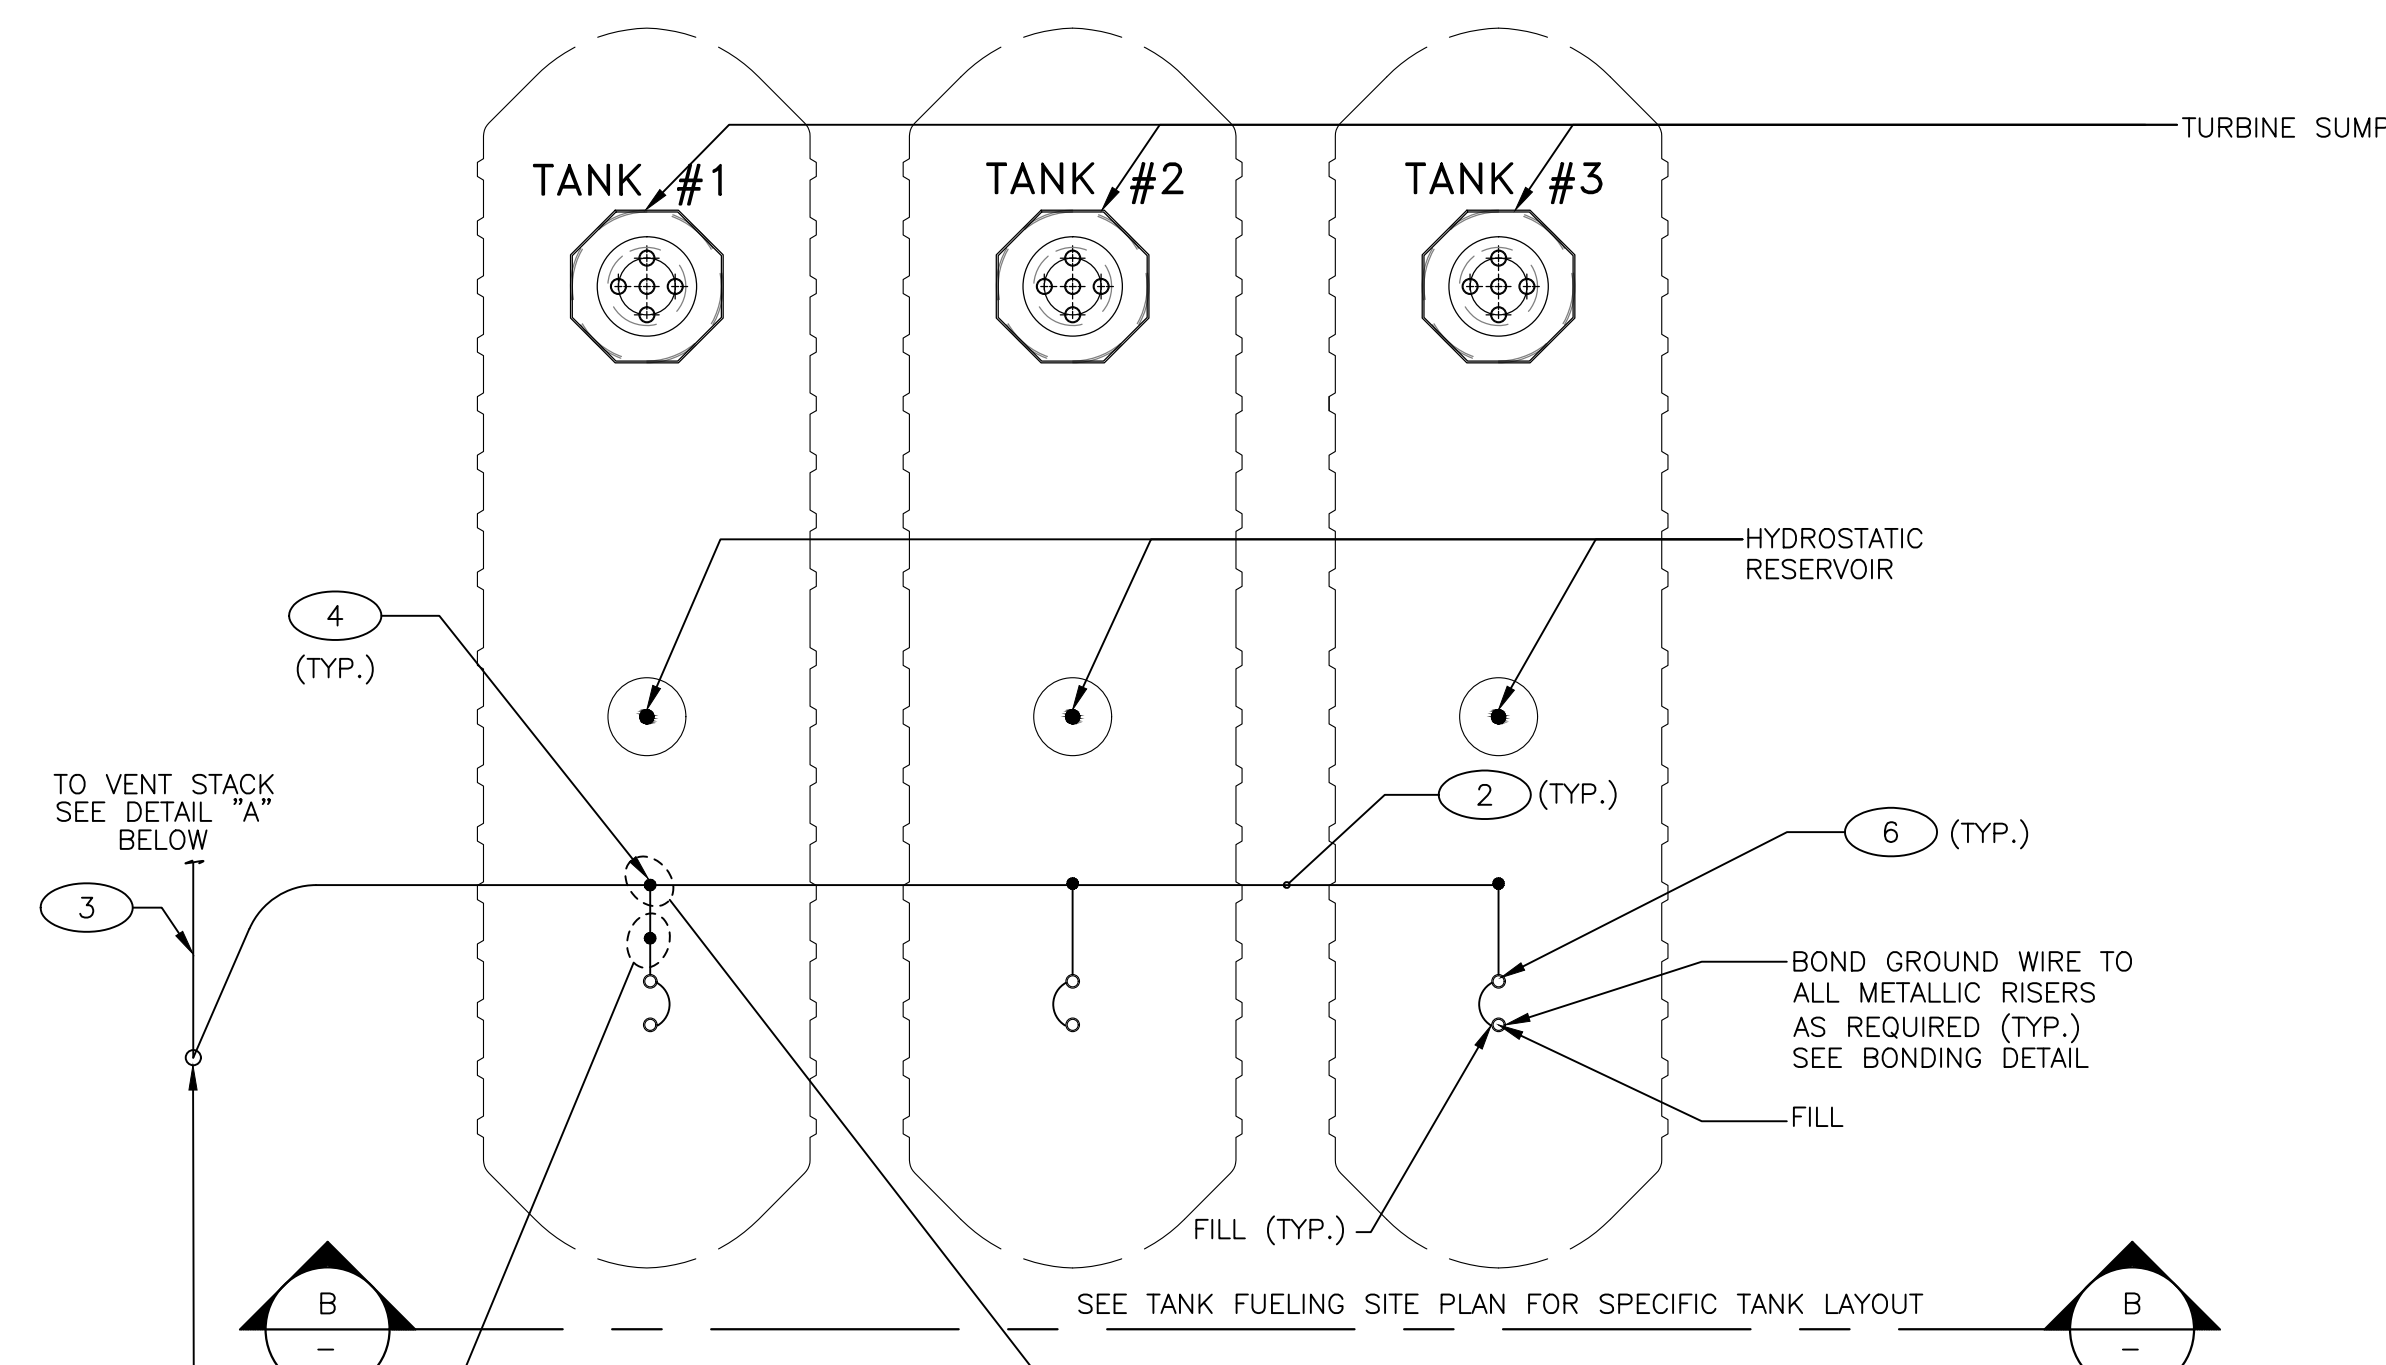 TURBINE SUMP
TANK #1
TANK #2
TANK #3
HYDROSTATIC
RESERVOIR
4
(TYP.)
TO VENT STACK
SEE DETAIL "A"
BELOW
2 (TYP.)
6 (TYP.)
3
BOND GROUND WIRE TO
ALL METALLIC RISERS
AS REQUIRED (TYP.)
SEE BONDING DETAIL
FILL
FILL (TYP.)
SEE TANK FUELING SITE PLAN FOR SPECIFIC TANK LAYOUT
B
–
B
–